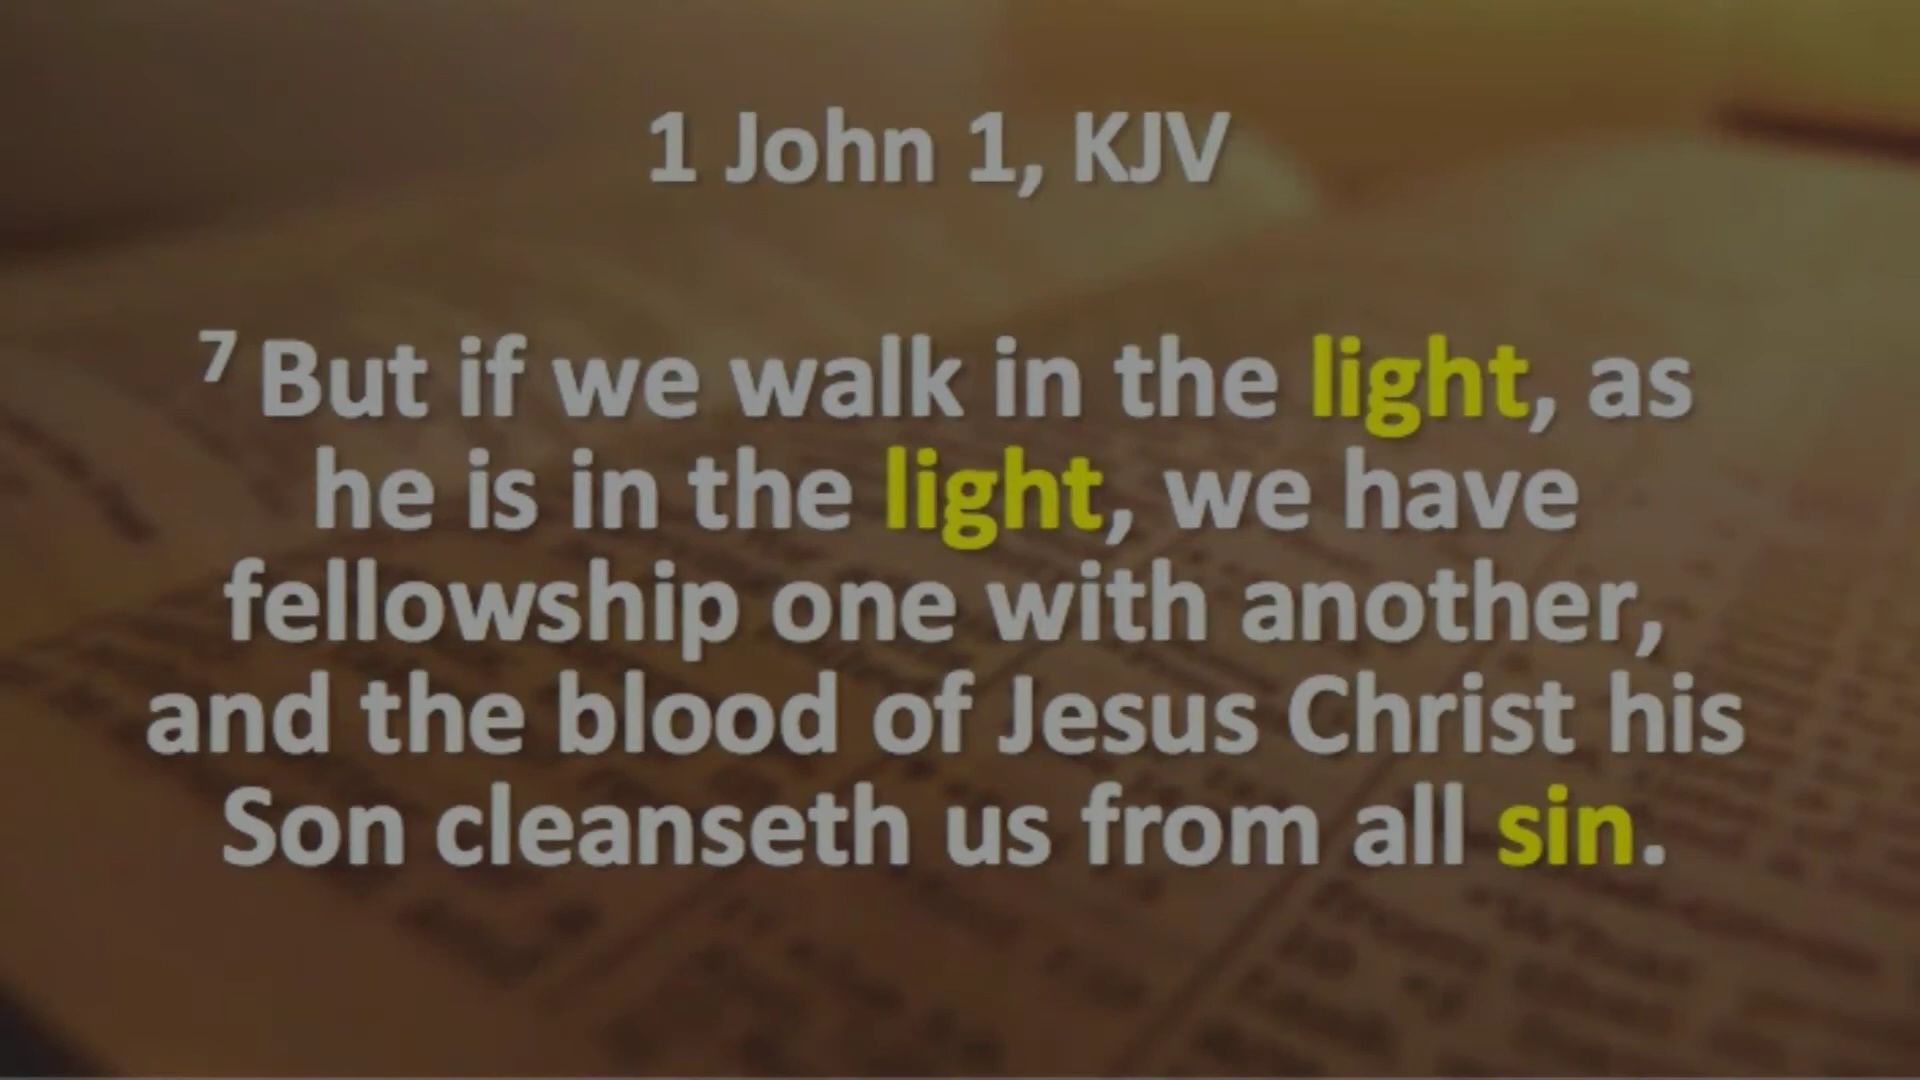 1 John 1, KJV
7 But if we walk in the light, as
he is in the light, we have
fellowship one with another,
and the blood of Jesus Christ his
Son cleanseth us from all sin.